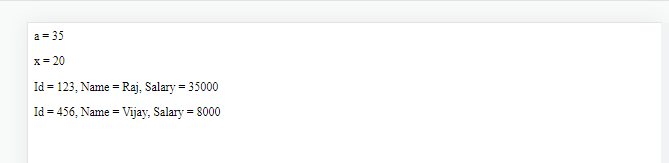 a = 35
x = 20
Id = 123, Name = Raj, Salary = 35000
Id = 456, Name = Vijay, Salary = 8000